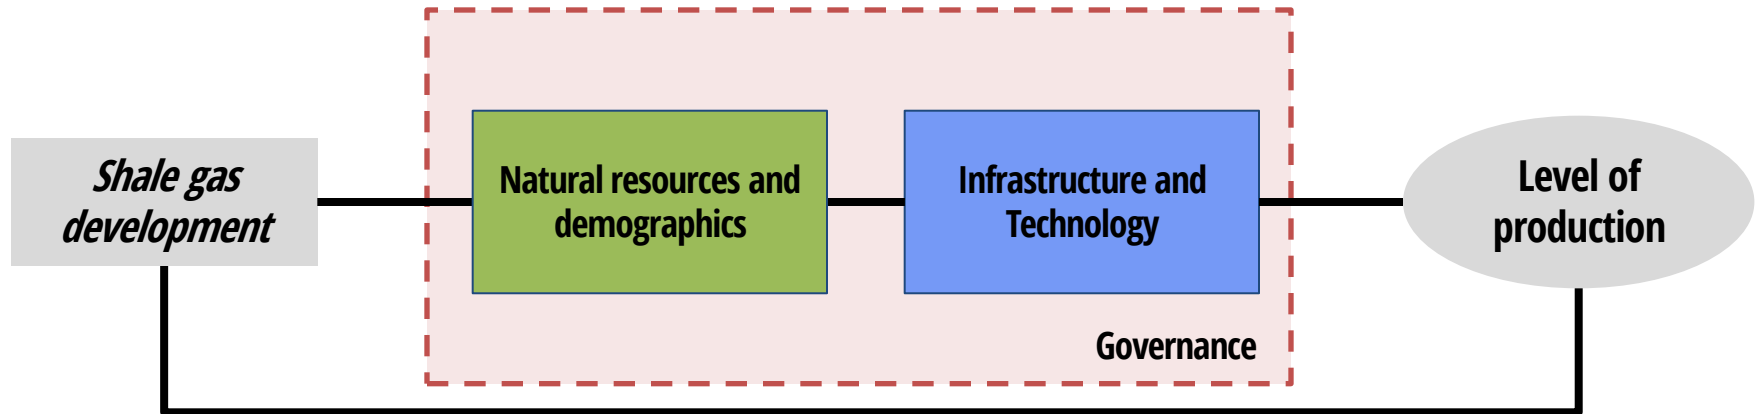 Shale gas
development
Natural resources and
demographics
Infrastructure and
Technology
Level of
production
Governance